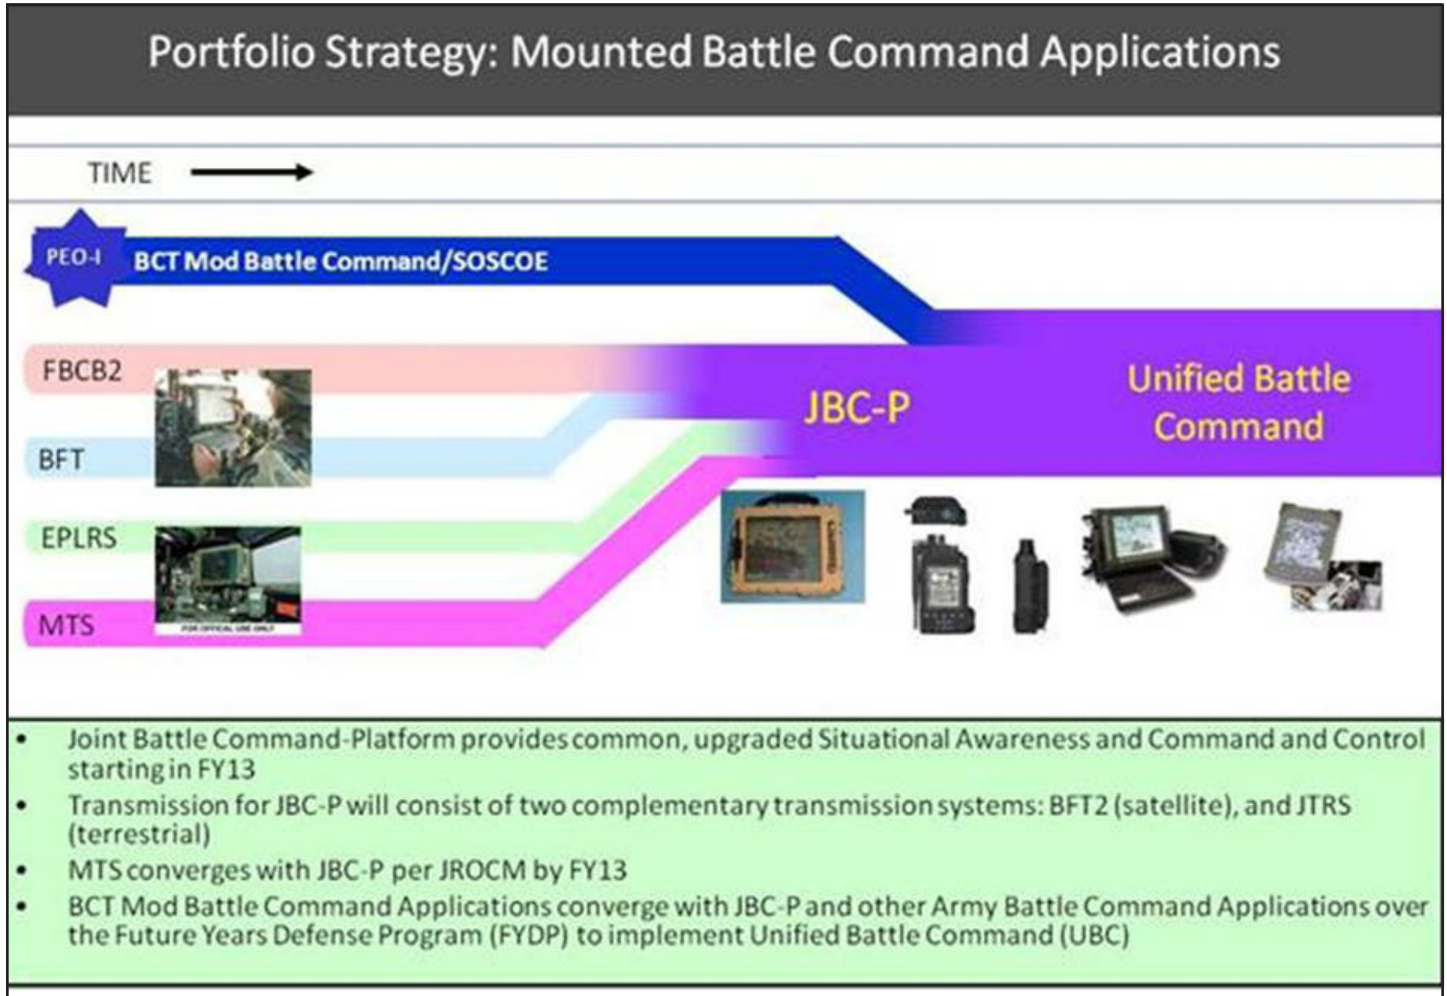 Portfolio Strategy: Mounted Battle Command Applications
TIME
PEO-I
BCT Mod Battle Command/SOSCOE
FBCB2
BFT
EPLRS
MTS
FOR OFFICAL USE ONLY
JBC-P
Unified Battle
Command
• Joint Battle Command-Platform provides common, upgraded Situational Awareness and Command and Control
starting in FY13
• Transmission for JBC-P will consist of two complementary transmission systems: BFT2 (satellite), and JTRS
(terrestrial)
• MTS converges with JBC-P per JROCM by FY13
• BCT Mod Battle Command Applications converge with JBC-P and other Army Battle Command Applications over
the Future Years Defense Program (FYDP) to implement Unified Battle Command (UBC)